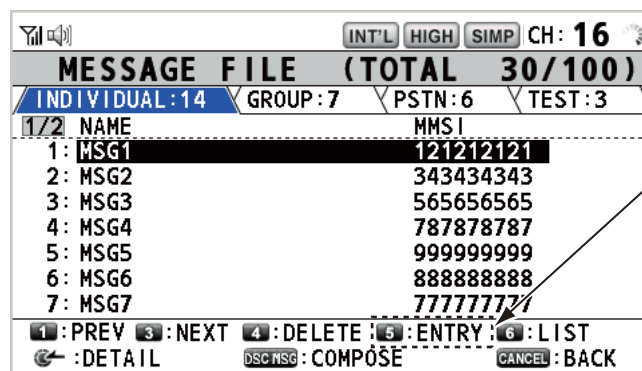 INT'L HIGH SIMP CH: 16
MESSAGE FILE (TOTAL 30/100)
INDIVIDUAL:14 GROUP:7 PSTN:6 TEST:3
1/2 NAME MMSI
1: MSG1 121212121
2: MSG2 343434343
3: MSG3 565656565
4: MSG4 787878787
5: MSG5 999999999
6: MSG6 888888888
7: MSG7 777777777
1 :PREV 3 :NEXT 4 :DELETE 5 :ENTRY 6 :LIST
:DETAIL DSC MSG :COMPOSE CANCEL :BACK